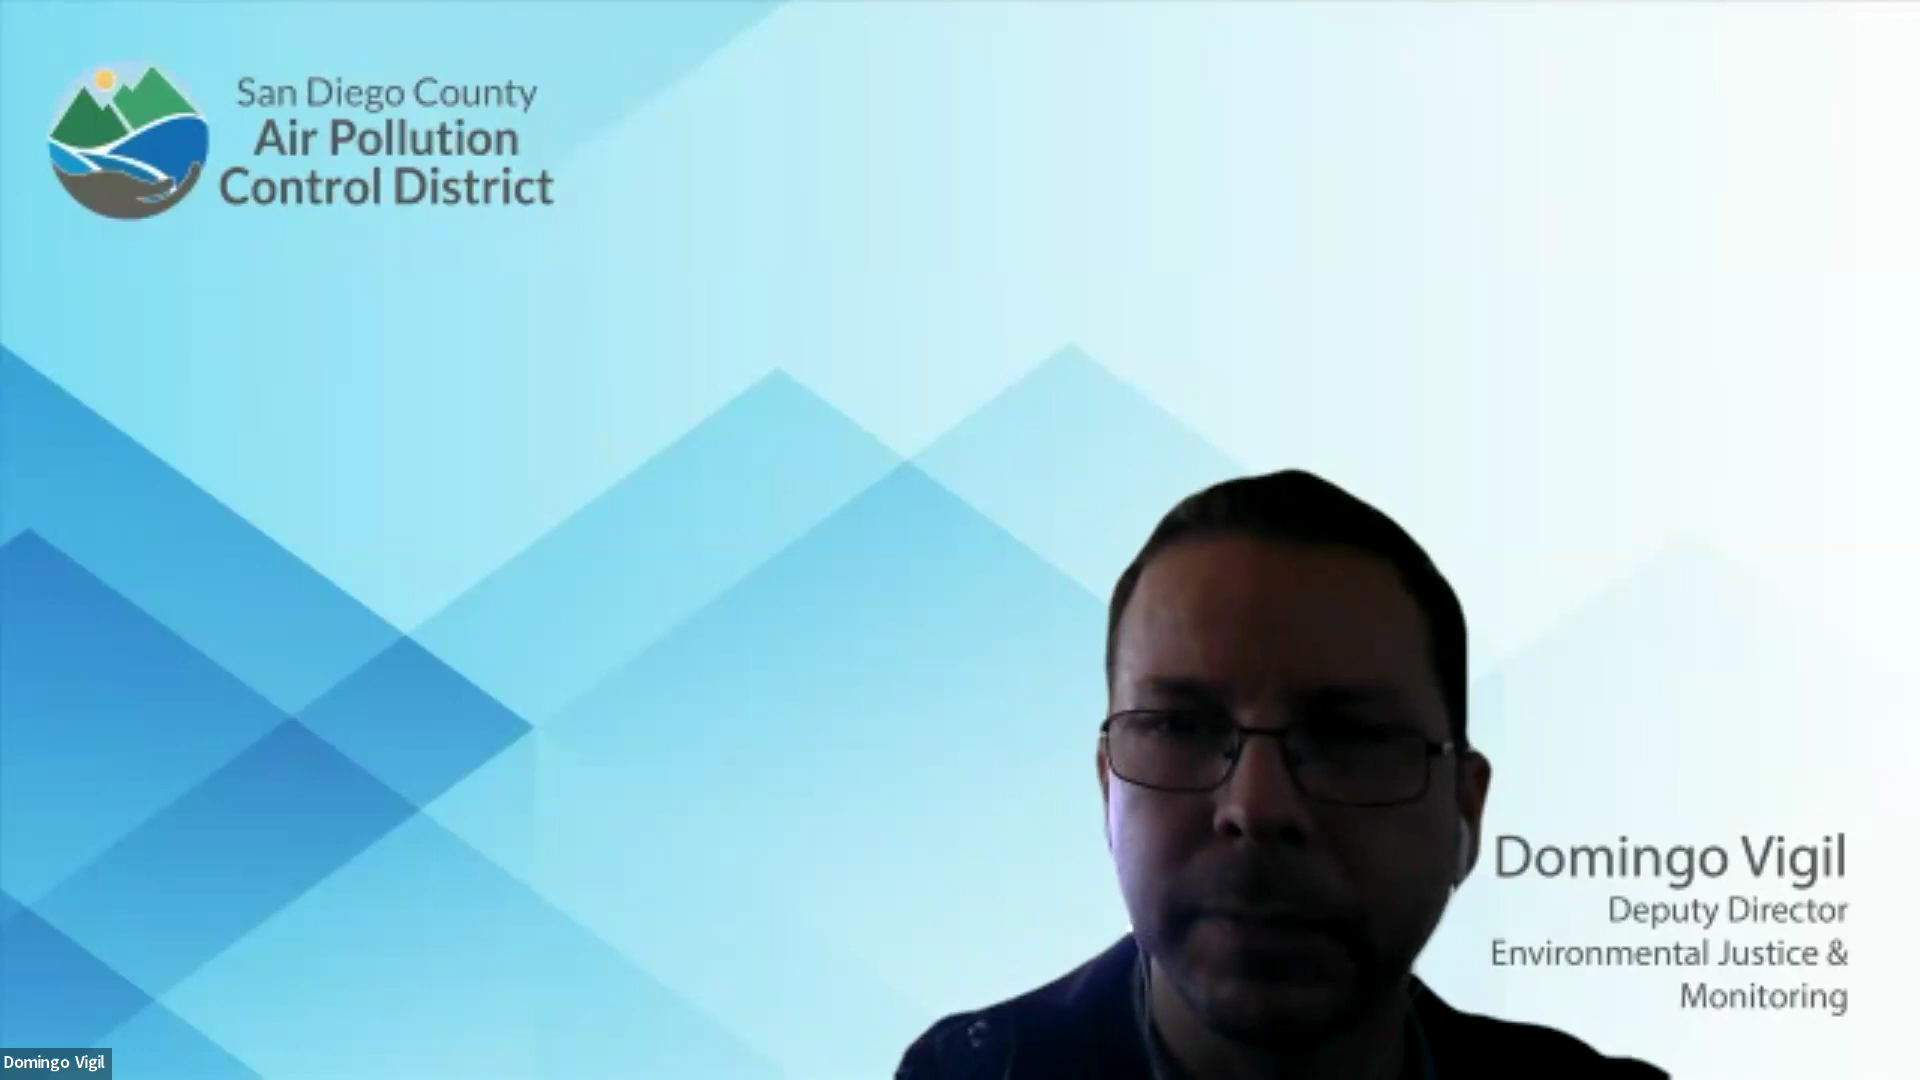 San Diego County
Air Pollution
Control District
Domingo Vigil
Deputy Director
Environmental Justice &
Monitoring
Domingo Vigil